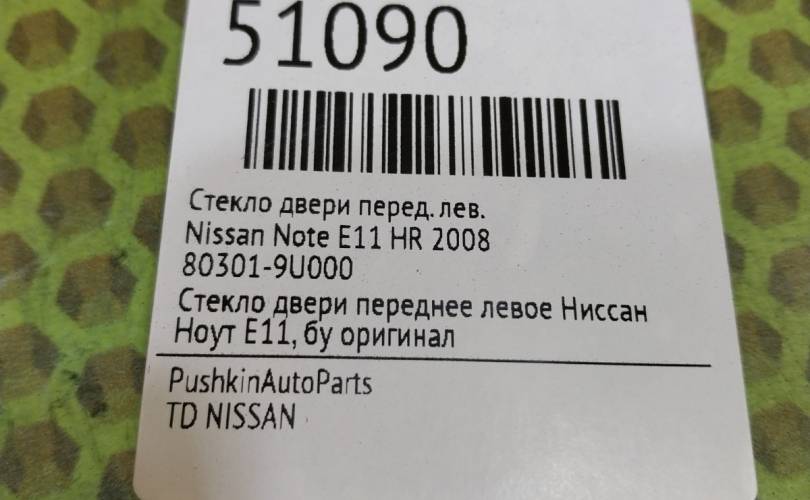 51090
Стекло двери перед. лев.
Nissan Note E11 HR 2008
80301-9U000
Стекло двери переднее левое Ниссан
Ноут E11, бу оригинал
PushkinAutoParts
TD NISSAN